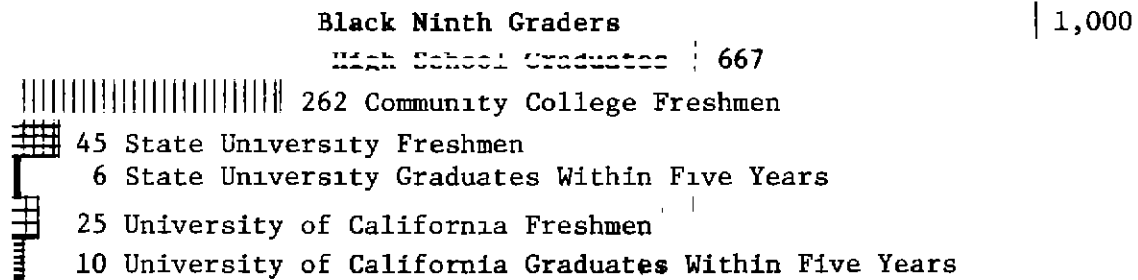 Black Ninth Graders 1,000
High School Graduates 667
262 Community College Freshmen
45 State University Freshmen
6 State University Graduates Within Five Years
25 University of California Freshmen
10 University of California Graduates Within Five Years